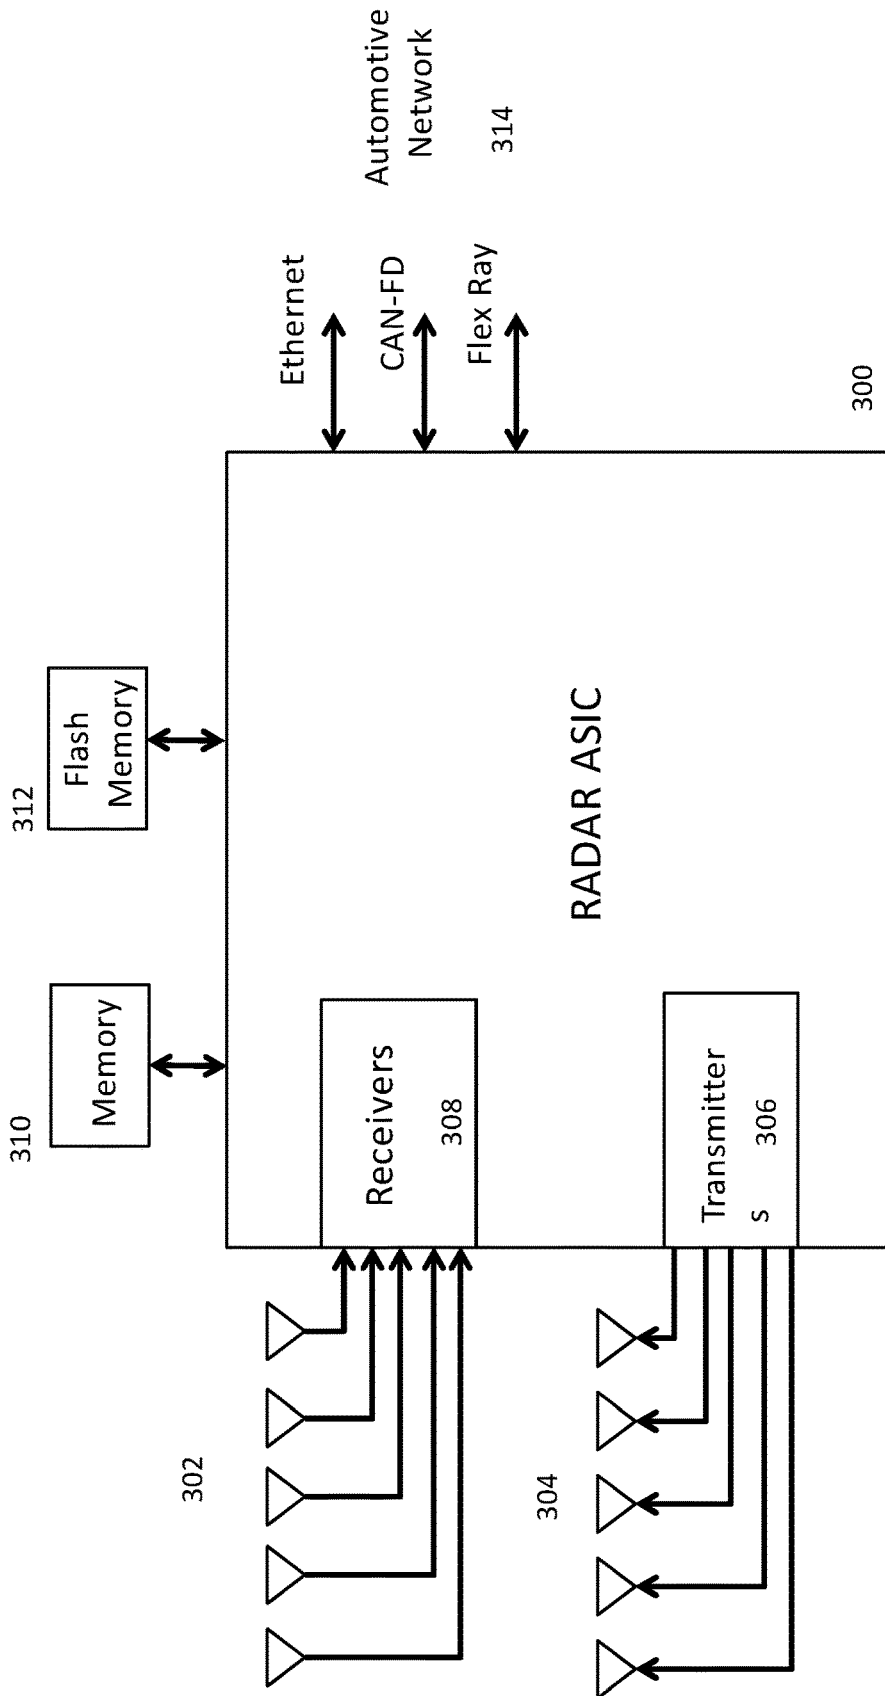 310
Memory
312
Flash
Memory
302
Receivers
308
304
Transmitter
s
306
RADAR ASIC
300
Ethernet
CAN-FD
Flex Ray
Automotive
Network
314